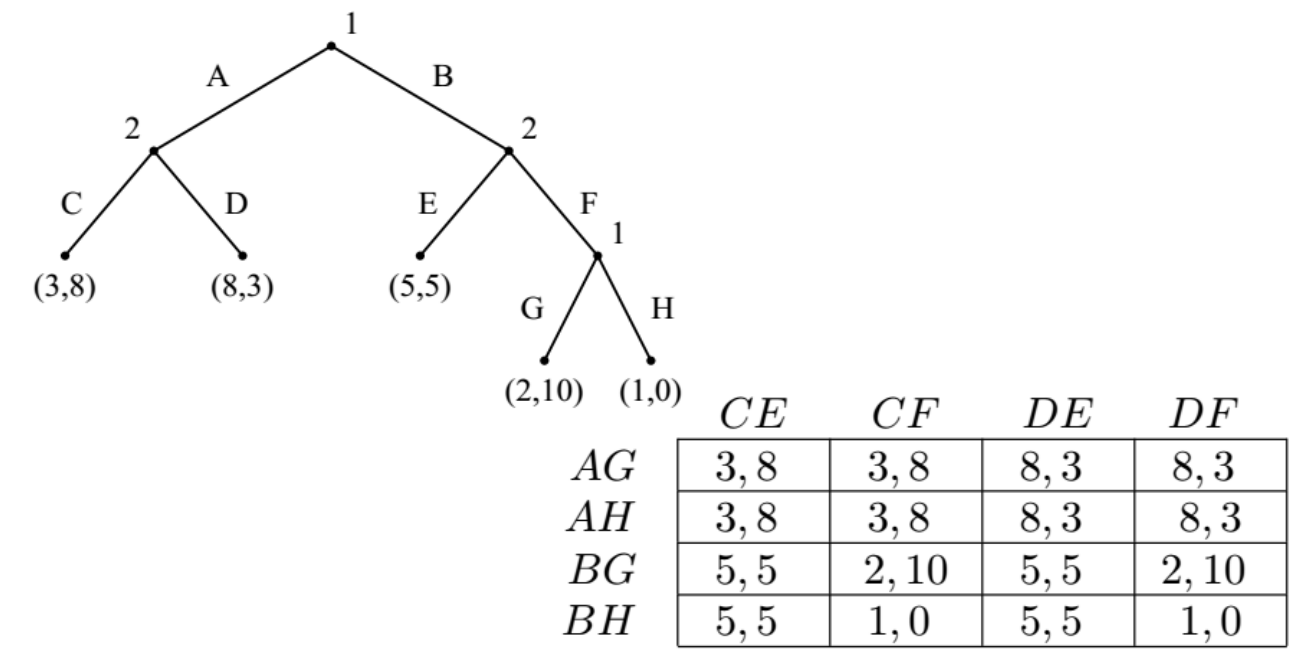 1
A B
2 2
C D E F
1
(3,8) (8,3) (5,5)
G H
(2,10) (1,0)
CE CF DE DF
AG 3, 8 3, 8 8, 3 8, 3
AH 3, 8 3, 8 8, 3 8, 3
BG 5, 5 2, 10 5, 5 2, 10
BH 5, 5 1, 0 5, 5 1, 0